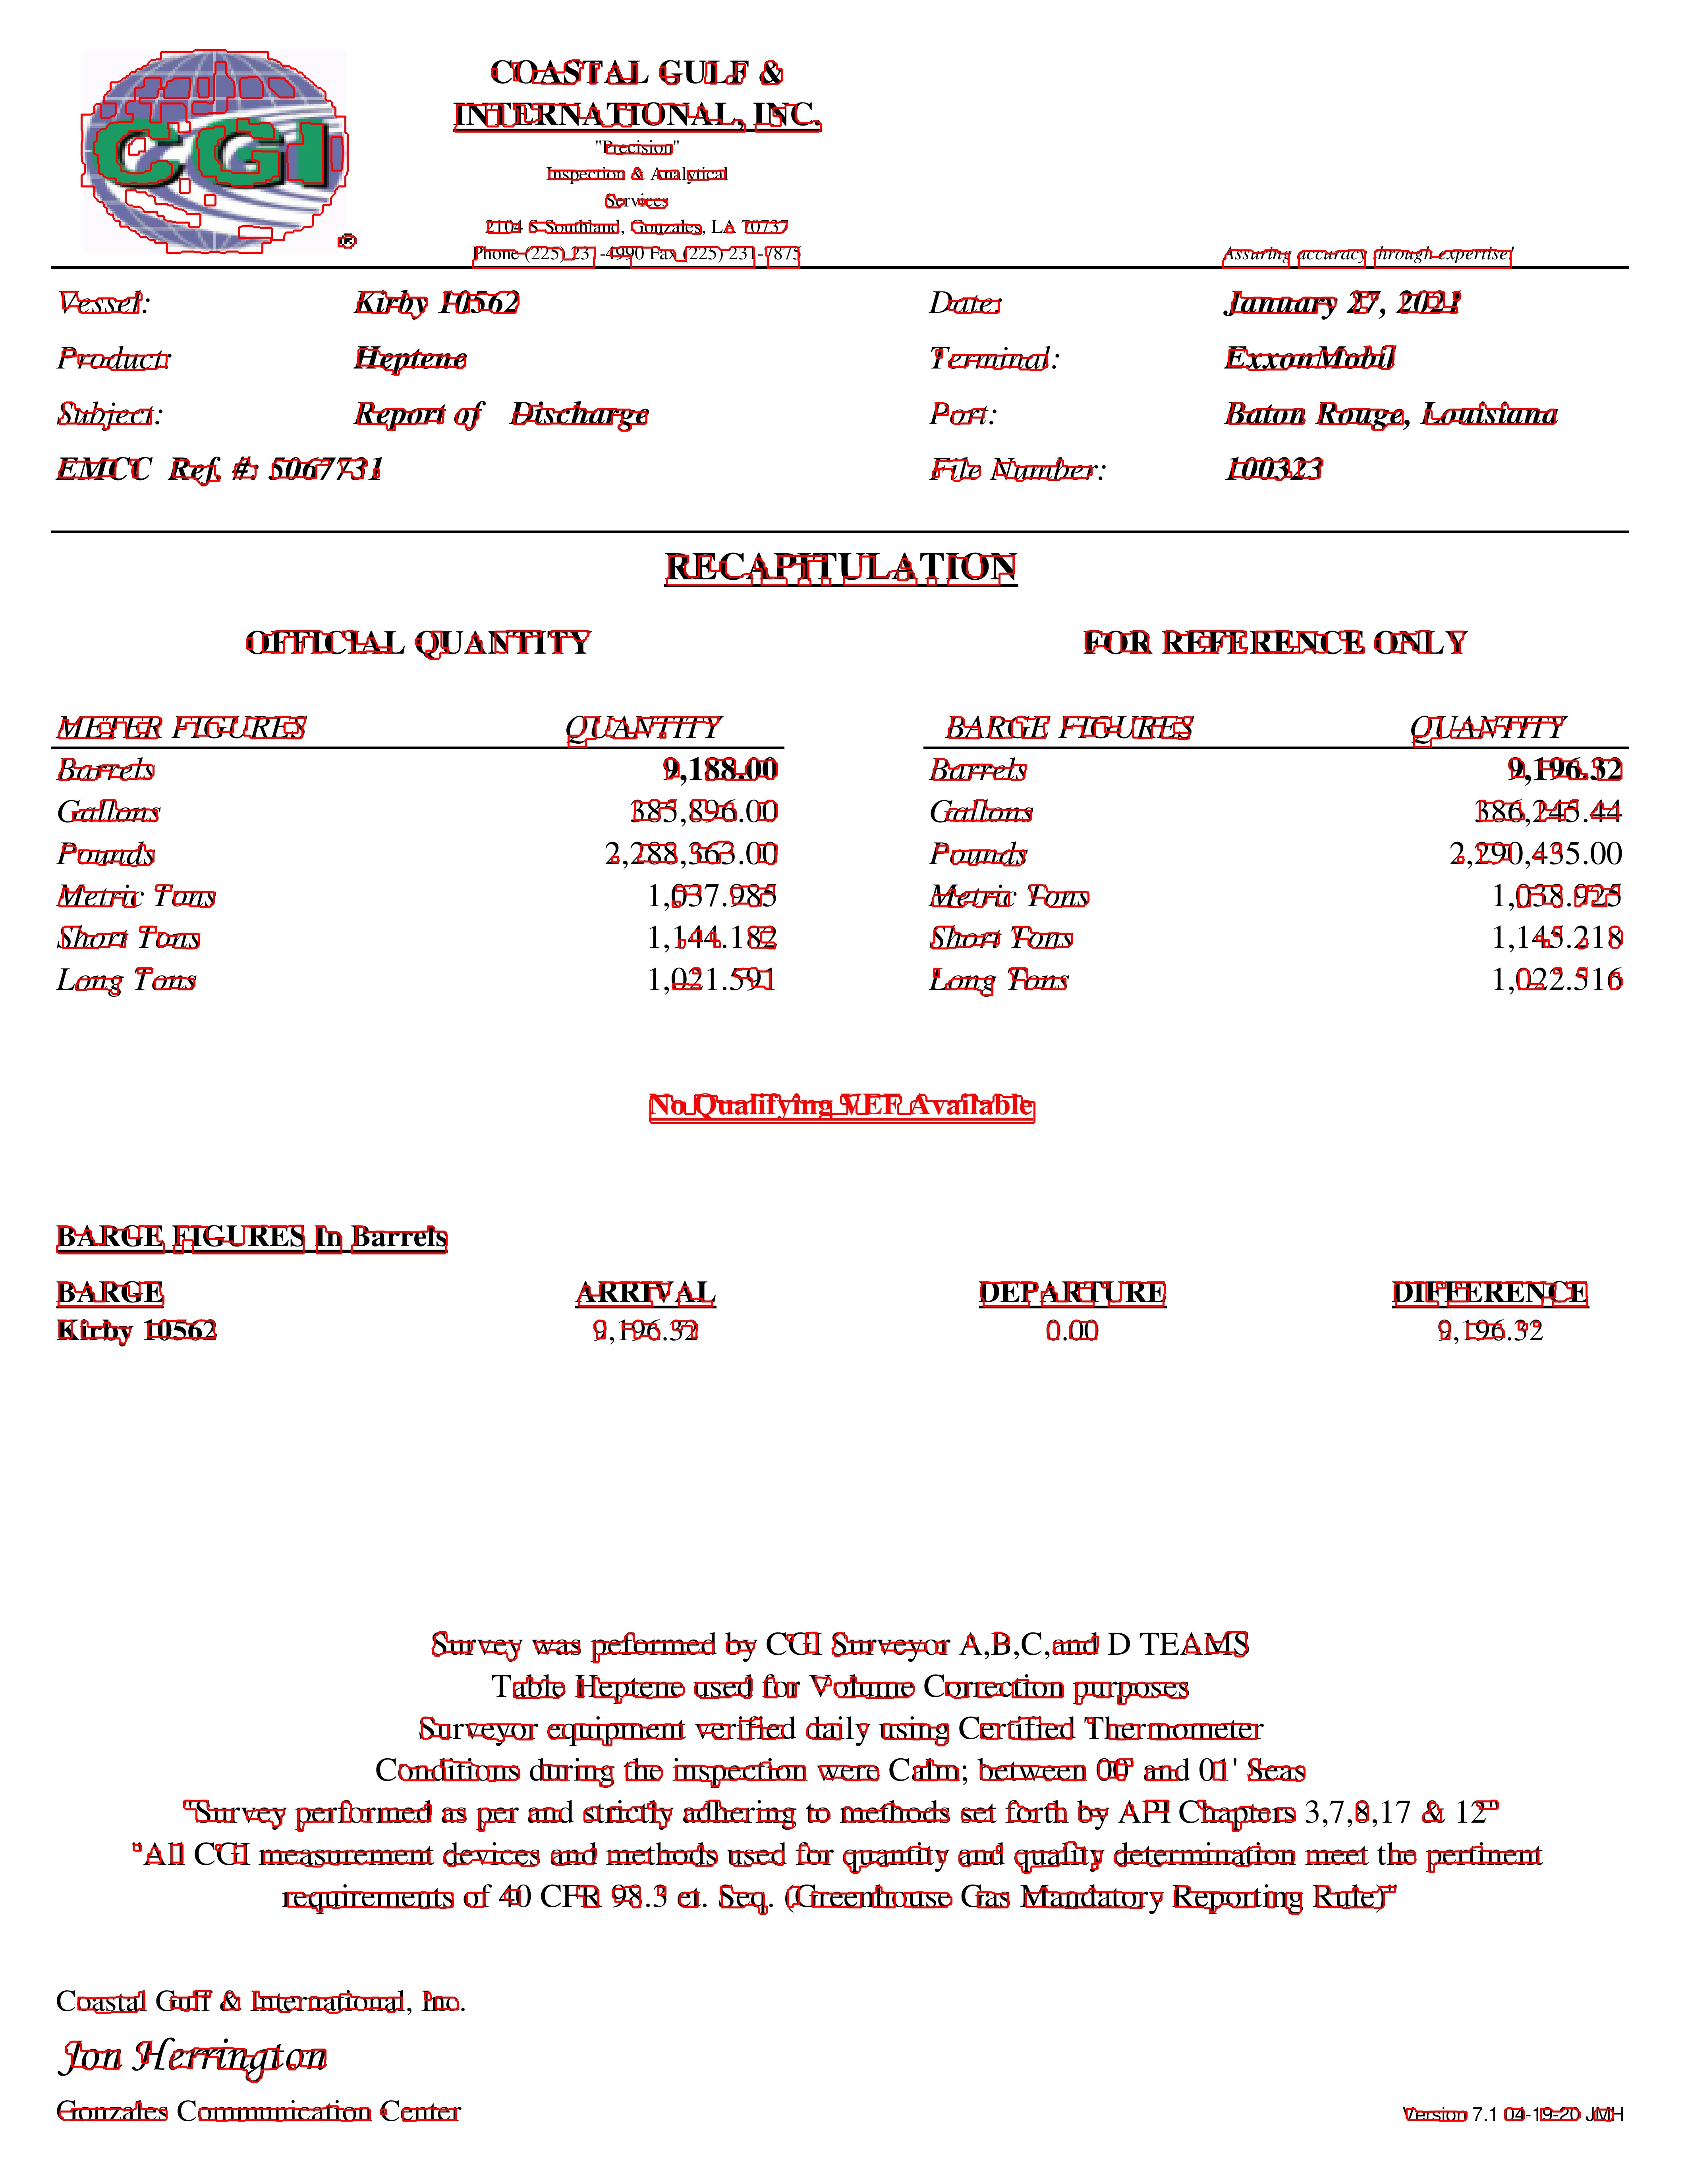 CGI ®
COASTAL GULF &
INTERNATIONAL, INC.
"Precision"
Inspection & Analytical
Services
2104 S Southland, Gonzales, LA 70737
Phone (225) 231-4990 Fax (225) 231-7875
Assuring accuracy through expertise!
Vessel: Kirby 10562 Date: January 27, 2021
Product: Heptene Terminal: ExxonMobil
Subject: Report of Discharge Port: Baton Rouge, Louisiana
EMCC Ref. #: 5067731 File Number: 100323
RECAPITULATION
OFFICIAL QUANTITY FOR REFERENCE ONLY
METER FIGURES QUANTITY BARGE FIGURES QUANTITY
Barrels 9,188.00 Barrels 9,196.32
Gallons 385,896.00 Gallons 386,245.44
Pounds 2,288,363.00 Pounds 2,290,435.00
Metric Tons 1,037.985 Metric Tons 1,038.925
Short Tons 1,144.182 Short Tons 1,145.218
Long Tons 1,021.591 Long Tons 1,022.516
No Qualifying VEF Available
BARGE FIGURES In Barrels
BARGE ARRIVAL DEPARTURE DIFFERENCE
Kirby 10562 9,196.32 0.00 9,196.32
Survey was peformed by CGI Surveyor A,B,C,and D TEAMS
Table Heptene used for Volume Correction purposes
Surveyor equipment verified daily using Certified Thermometer
Conditions during the inspection were Calm; between 00' and 01' Seas
"Survey performed as per and strictly adhering to methods set forth by API Chapters 3,7,8,17 & 12"
"All CGI measurement devices and methods used for quantity and quality determination meet the pertinent
requirements of 40 CFR 98.3 et. Seq. (Greenhouse Gas Mandatory Reporting Rule)"
Coastal Gulf & International, Inc.
Jon Herrington
Gonzales Communication Center
Version 7.1 04-19-20 JMH